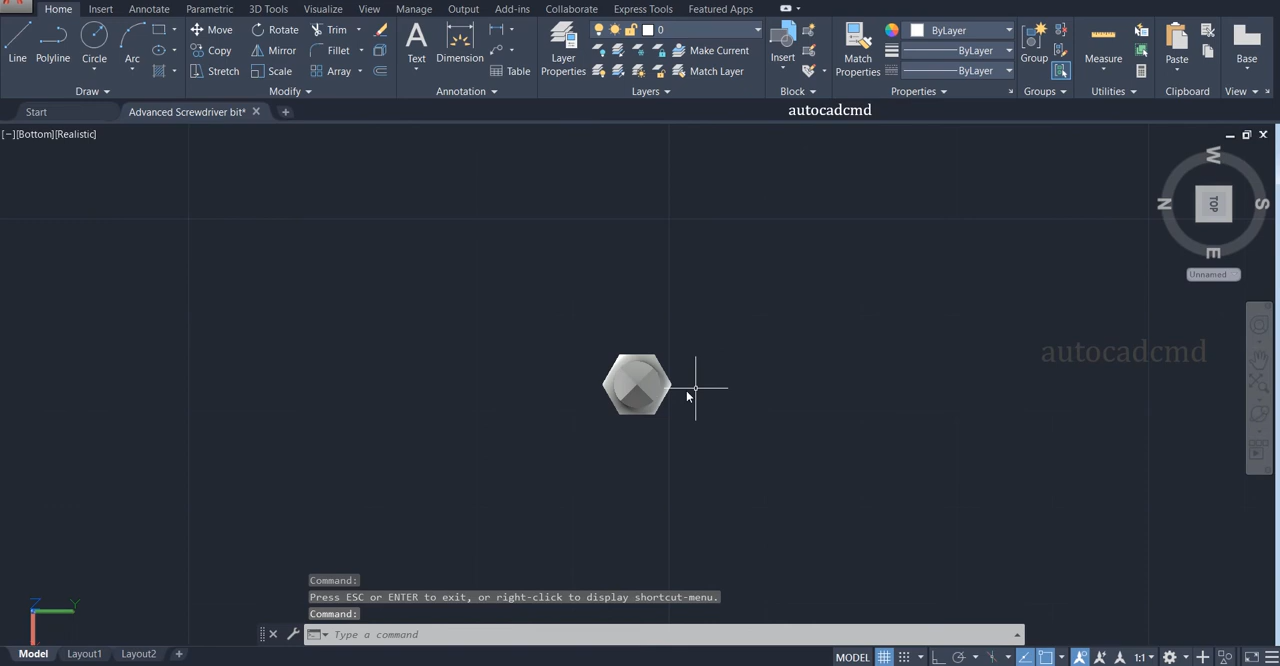 Home Insert Annotate Parametric 3D Tools Visualize View Manage Output Add-ins Collaborate Express Tools Featured Apps
Move Rotate Trim 0 ByLayer
Copy Mirror Fillet Make Current ByLayer
Line Polyline Circle Arc Text Dimension Layer Properties Insert Match Properties Group Measure Paste Base
Stretch Scale Array Table Match Layer ByLayer
Draw Modify Annotation Layers Block Properties Groups Utilities Clipboard View
Start Advanced Screwdriver bit* autocadcmd
[−][Bottom][Realistic]
W
N TOP S
E
Unnamed
autocadcmd
Command:
Press ESC or ENTER to exit, or right-click to display shortcut-menu.
Z Y Command:
Type a command
Model Layout1 Layout2 MODEL 1:1